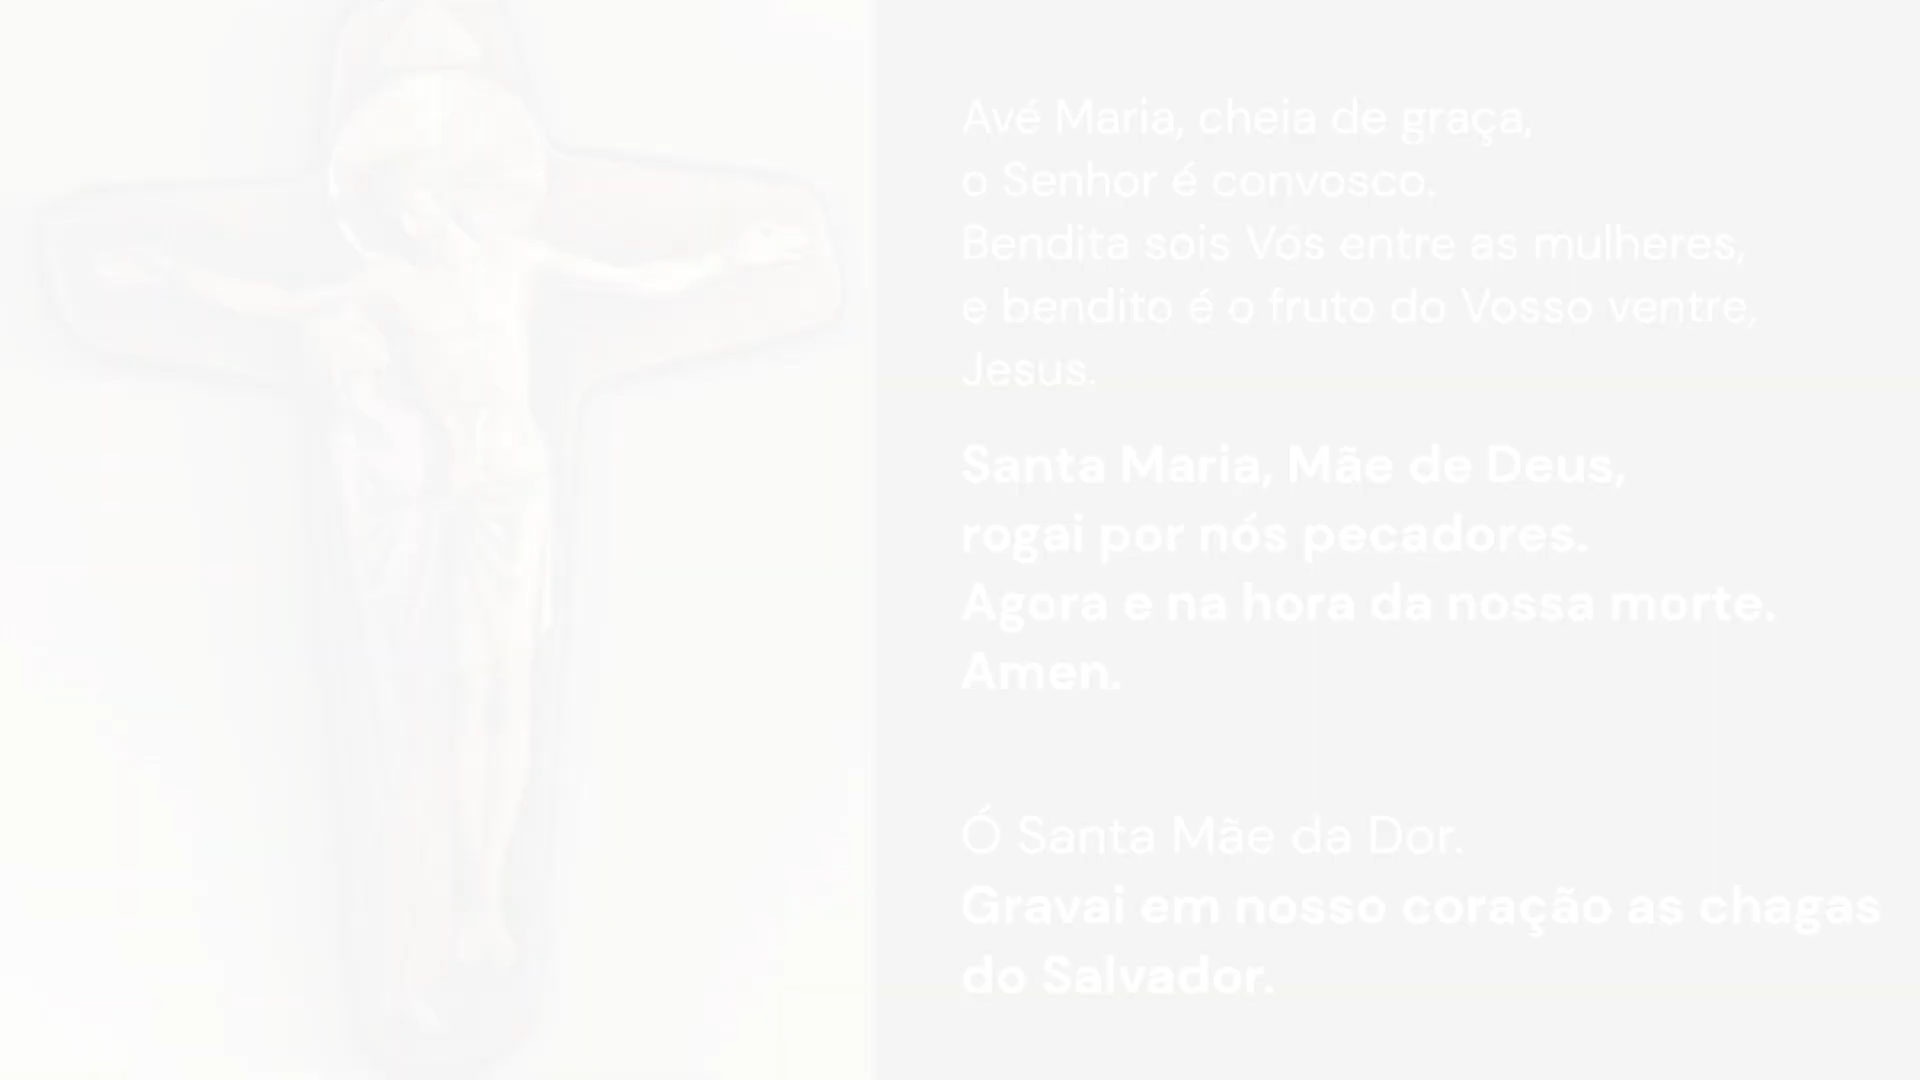 Avé Maria, cheia de graça,
o Senhor é convosco.
Bendita sois Vós entre as mulheres,
e bendito é o fruto do Vosso ventre,
Jesus.
Santa Maria, Mãe de Deus,
rogai por nós pecadores.
Agora e na hora da nossa morte.
Amen.
Ó Santa Mãe da Dor.
Gravai em nosso coração as chagas
do Salvador.